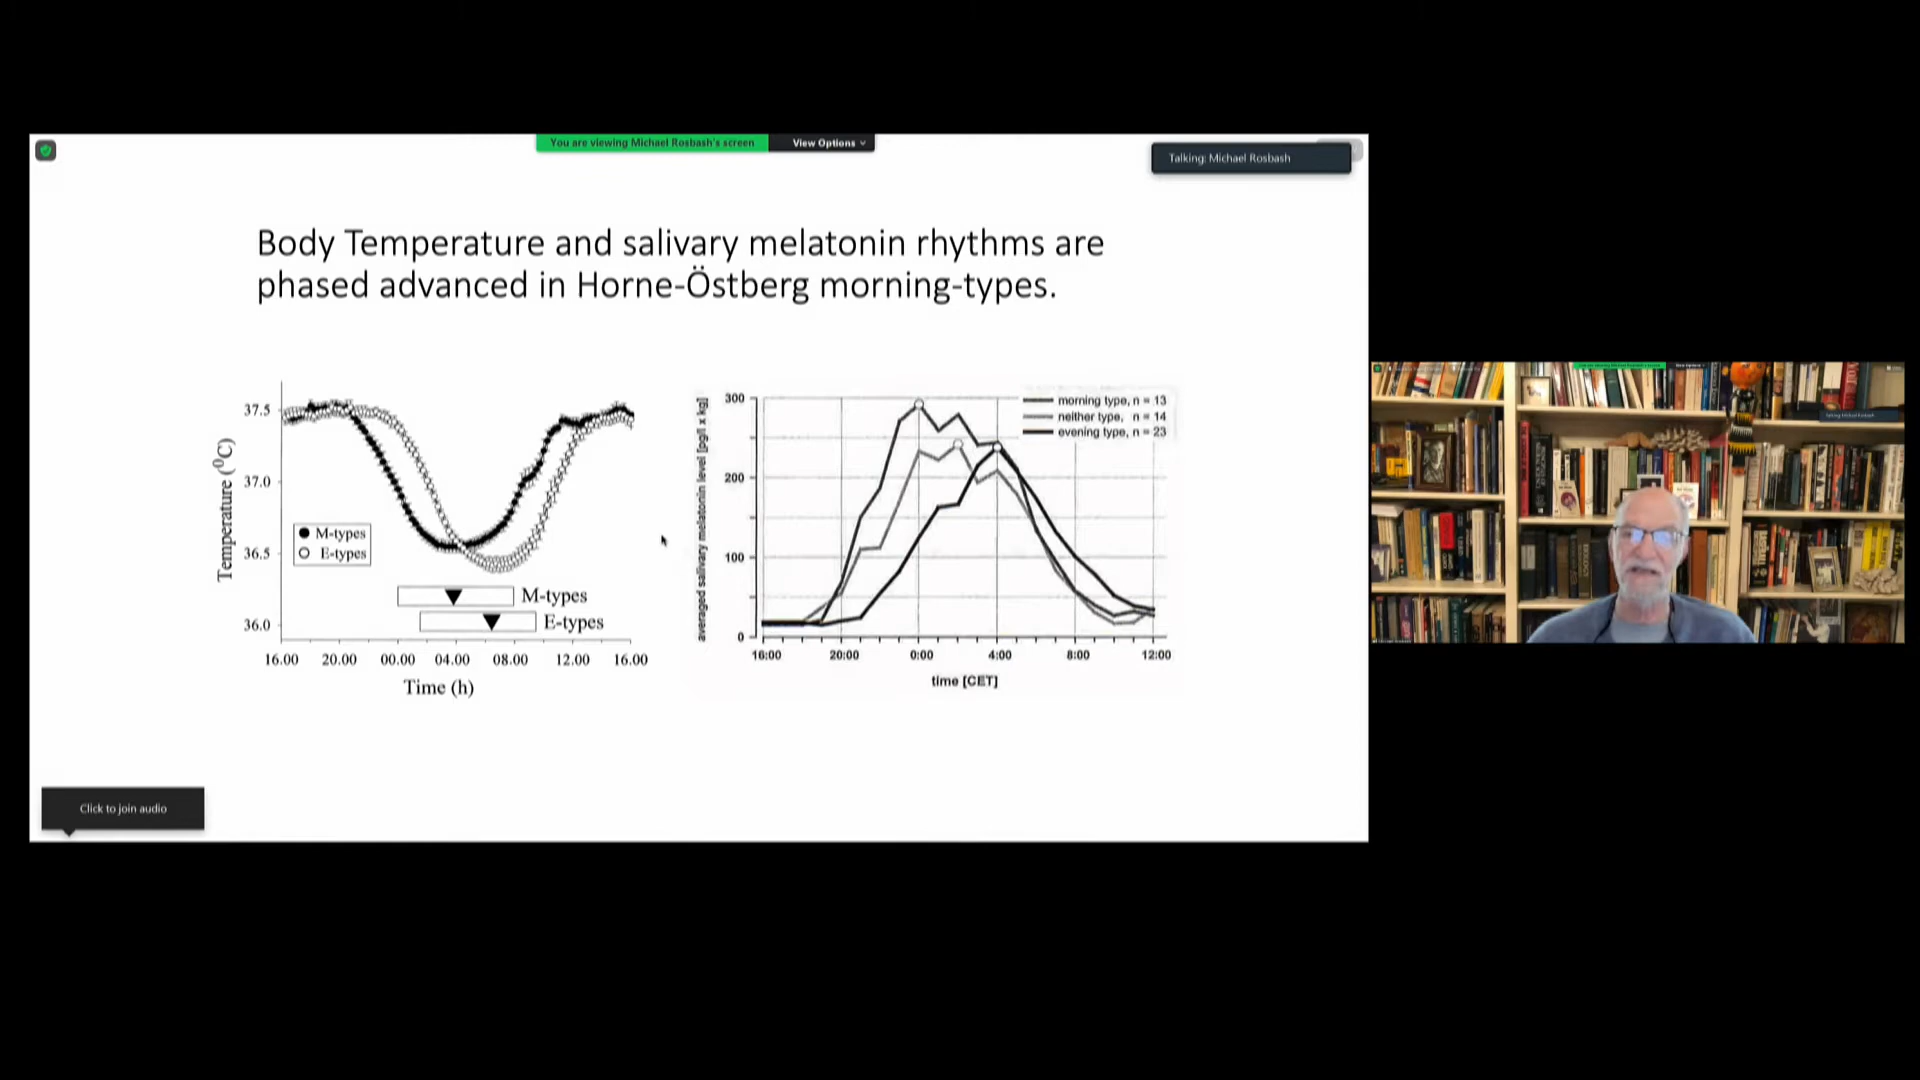 You are viewing Michael Rosbash's screen
View Options
Talking: Michael Rosbash
Body Temperature and salivary melatonin rhythms are
phased advanced in Horne-Östberg morning-types.
Temperature (⁰C)
37.5
37.0
36.5
36.0
M-types
E-types
M-types
E-types
16.00 20.00 00.00 04.00 08.00 12.00 16.00
Time (h)
averaged salivary melatonin level [pg/l x kg]
300
200
100
0
morning type, n = 13
neither type, n = 14
evening type, n = 23
16:00 20:00 0:00 4:00 8:00 12:00
time [CET]
Click to join audio